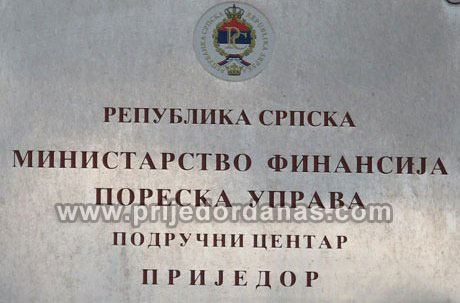 РЕПУБЛИКА СРПСКА
МИНИСТАРСТВО ФИНАНСИЈА
ПОРЕСКА УПРАВА
www.prijedordanas.com
ПОДРУЧНИ ЦЕНТАР
ПРИЈЕДОР